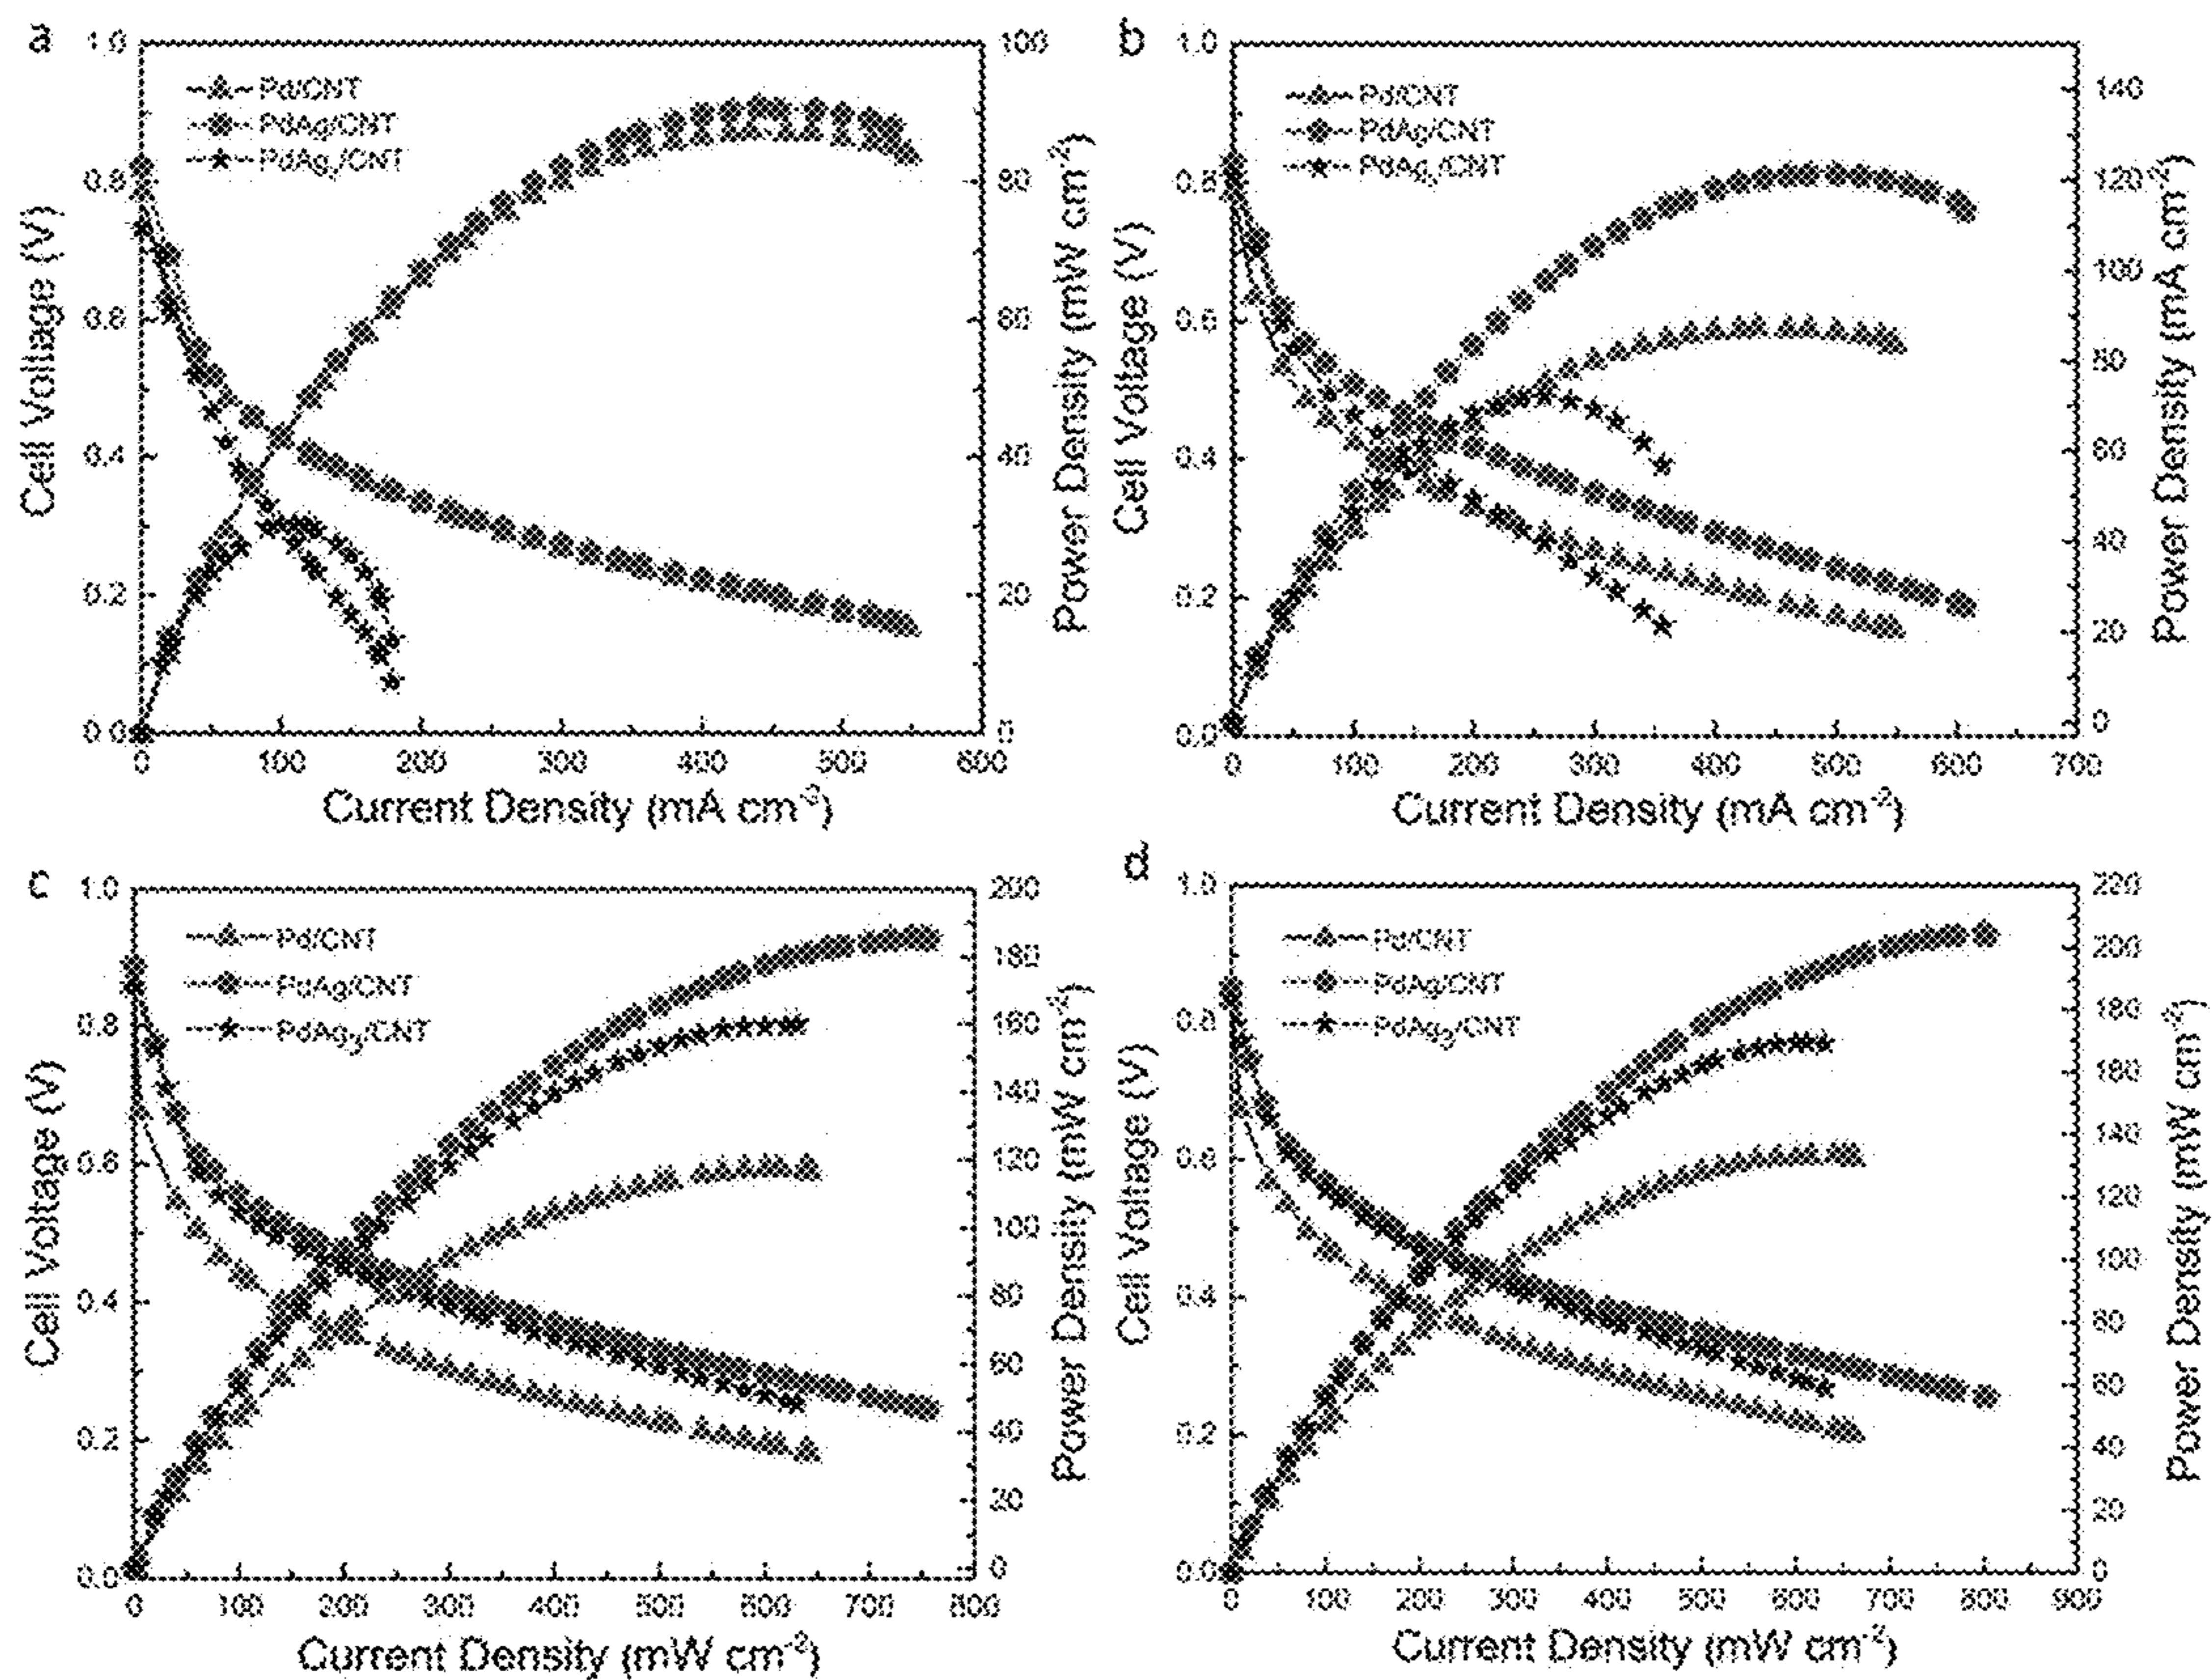 a
1.0
0.8
0.6
0.4
0.2
0.0
Cell Voltage (V)
Pd/CNT
PdAg/CNT
PdAg₃/CNT
100
80
60
40
20
0
Power Density (mW cm⁻²)
0 100 200 300 400 500 600
Current Density (mA cm⁻²)
b
1.0
0.8
0.6
0.4
0.2
0.0
Cell Voltage (V)
Pd/CNT
PdAg/CNT
PdAg₃/CNT
140
120
100
80
60
40
20
0
Power Density (mA cm⁻²)
0 100 200 300 400 500 600 700
Current Density (mA cm⁻²)
c
1.0
0.8
0.6
0.4
0.2
0.0
Cell Voltage (V)
Pd/CNT
PdAg/CNT
PdAg₃/CNT
200
180
160
140
120
100
80
60
40
20
0
Power Density (mW cm⁻²)
0 100 200 300 400 500 600 700 800
Current Density (mW cm⁻²)
d
1.0
0.8
0.6
0.4
0.2
0.0
Cell Voltage (V)
Pd/CNT
PdAg/CNT
PdAg₃/CNT
220
200
180
160
140
120
100
80
60
40
20
0
Power Density (mW cm⁻²)
0 100 200 300 400 500 600 700 800 900
Current Density (mW cm⁻²)